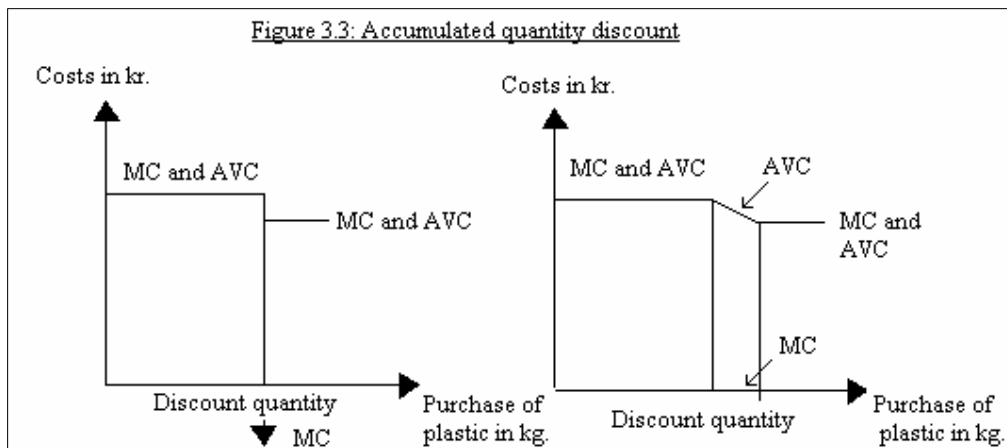 Figure 3.3: Accumulated quantity discount
Costs in kr.
MC and AVC
MC and AVC
Discount quantity
Purchase of
plastic in kg.
MC
Costs in kr.
MC and AVC
AVC
MC and
AVC
MC
Discount quantity
Purchase of
plastic in kg.